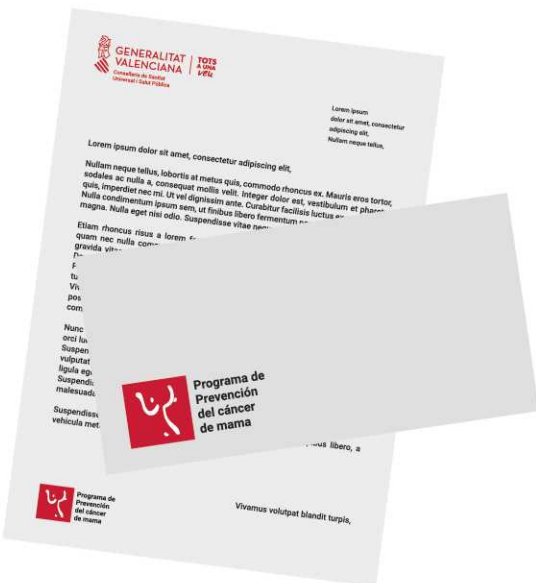 GENERALITAT
VALENCIANA
Conselleria de Sanitat
Universal i Salut Pública
TOTS
A UNA
VEU
Lorem ipsum
dolor sit amet, consectetur
adipiscing elit,
Nullam neque tellus,
Lorem ipsum dolor sit amet, consectetur adipiscing elit,
Nullam neque tellus, lobortis at metus quis, commodo rhoncus ex. Mauris eros tortor,
sodales ac nulla a, consequat mollis velit. Integer dolor est, vestibulum et
quis, imperdiet nec mi. Ut vel dignissim ante. Curabitur facilisis luctus
Nulla condimentum ipsum sem, ut finibus libero fermentum
magna. Nulla eget nisi odio. Suspendisse vitae
Etiam rhoncus risus a lorem
quam nec nulla
gravida
Nunc
orci
ligula
malesuada
vehicula
libero, a
Programa de
Prevención
del cáncer
de mama
Programa de
Prevención
del cáncer
de mama
Vivamus volutpat blandit turpis,